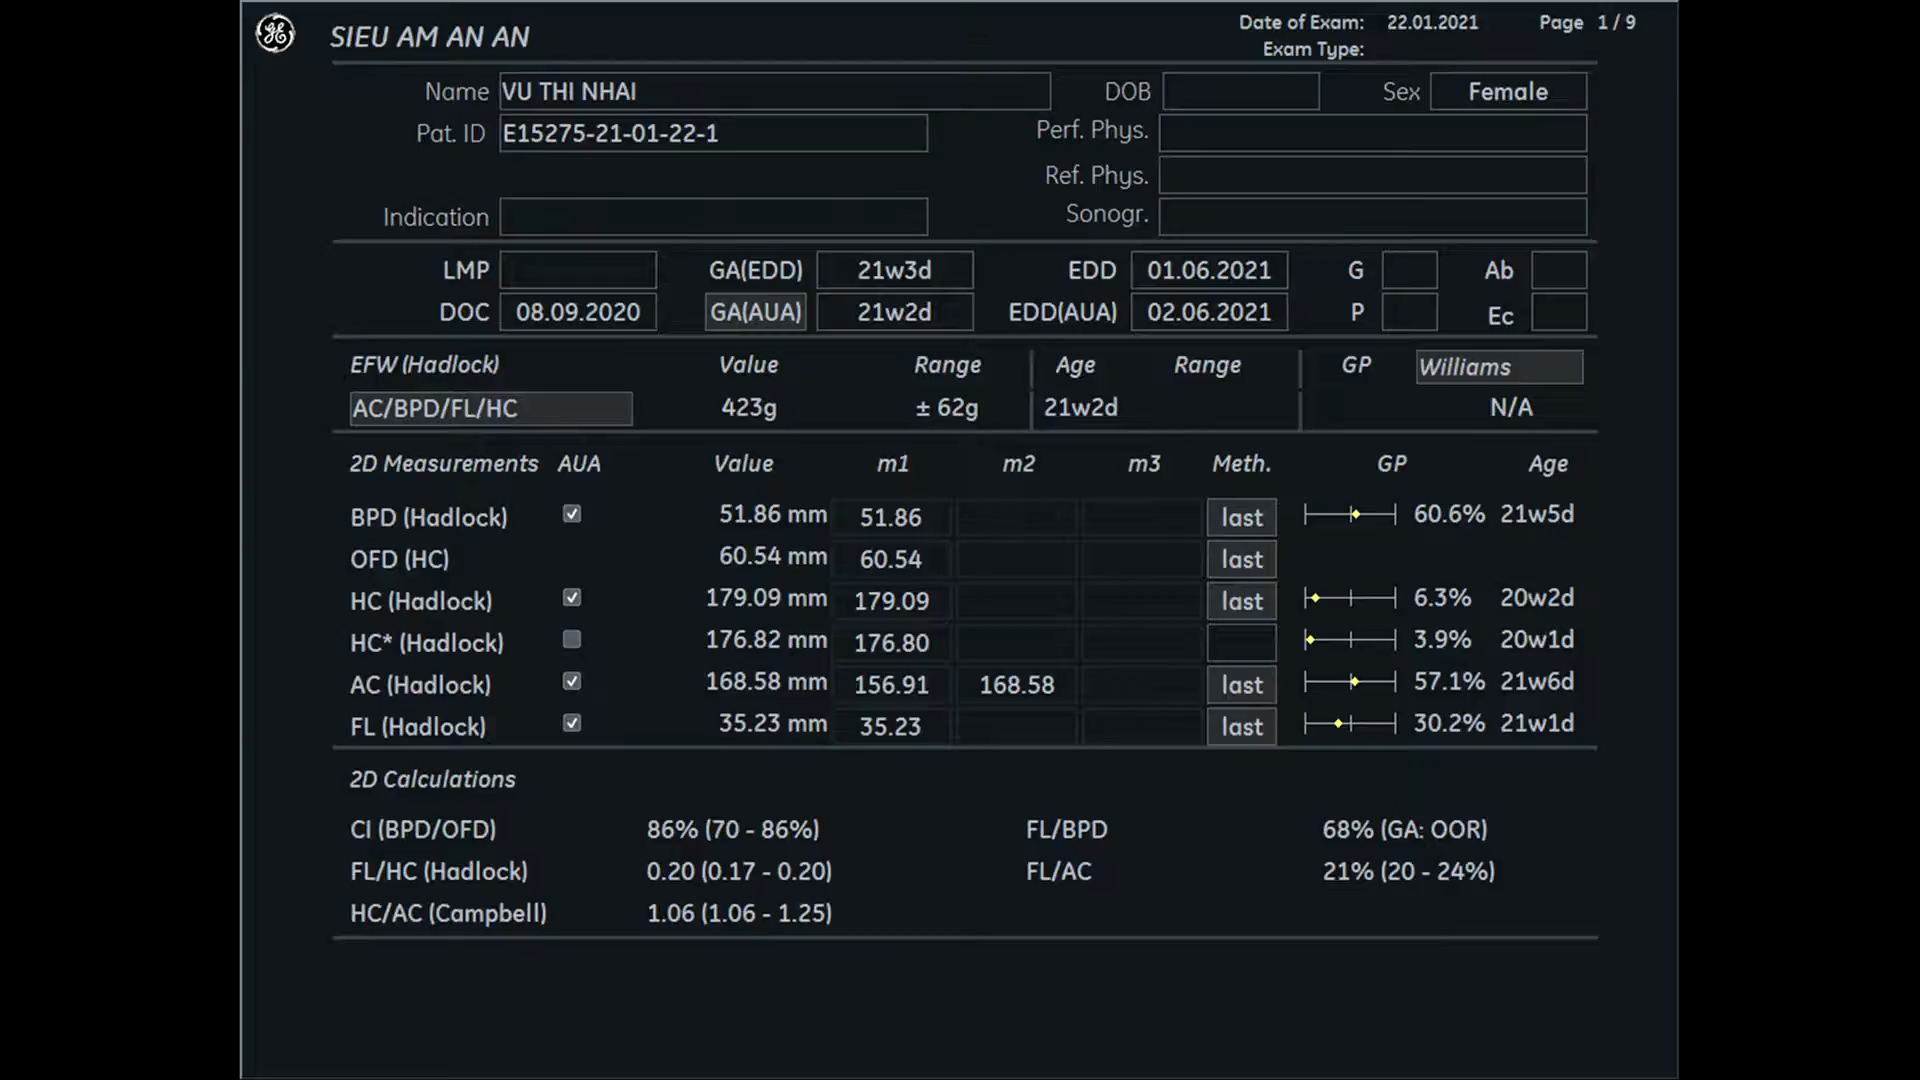 SIEU AM AN AN
Date of Exam: 22.01.2021 Page 1 / 9
Exam Type:
Name VU THI NHAI DOB Sex Female
Pat. ID E15275-21-01-22-1 Perf. Phys.
Ref. Phys.
Indication Sonogr.
LMP GA(EDD) 21w3d EDD 01.06.2021 G Ab
DOC 08.09.2020 GA(AUA) 21w2d EDD(AUA) 02.06.2021 P Ec
EFW (Hadlock) Value Range Age Range GP Williams
AC/BPD/FL/HC 423g ± 62g 21w2d N/A
2D Measurements AUA Value m1 m2 m3 Meth. GP Age
BPD (Hadlock) 51.86 mm 51.86 last 60.6% 21w5d
OFD (HC) 60.54 mm 60.54 last
HC (Hadlock) 179.09 mm 179.09 last 6.3% 20w2d
HC* (Hadlock) 176.82 mm 176.80 3.9% 20w1d
AC (Hadlock) 168.58 mm 156.91 168.58 last 57.1% 21w6d
FL (Hadlock) 35.23 mm 35.23 last 30.2% 21w1d
2D Calculations
CI (BPD/OFD) 86% (70 - 86%) FL/BPD 68% (GA: OOR)
FL/HC (Hadlock) 0.20 (0.17 - 0.20) FL/AC 21% (20 - 24%)
HC/AC (Campbell) 1.06 (1.06 - 1.25)